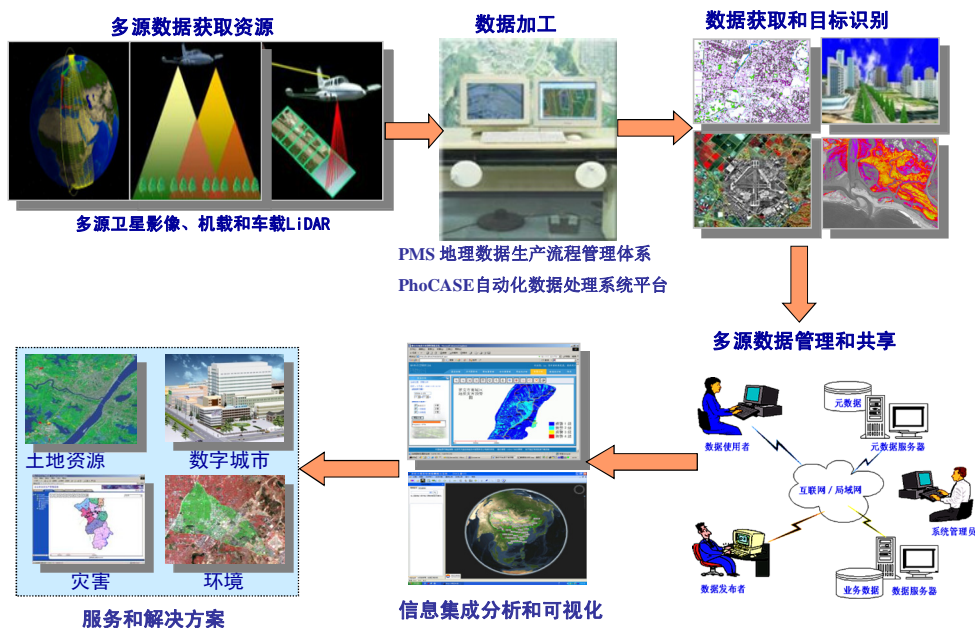 多源数据获取资源
数据加工
数据获取和目标识别
多源卫星影像、机载和车载LiDAR
PMS 地理数据生产流程管理体系
PhoCASE自动化数据处理系统平台
多源数据管理和共享
数据使用者
元数据
元数据服务器
互联网/局域网
系统管理员
数据发布者
业务数据
数据服务器
信息集成分析和可视化
土地资源
数字城市
灾害
环境
服务和解决方案